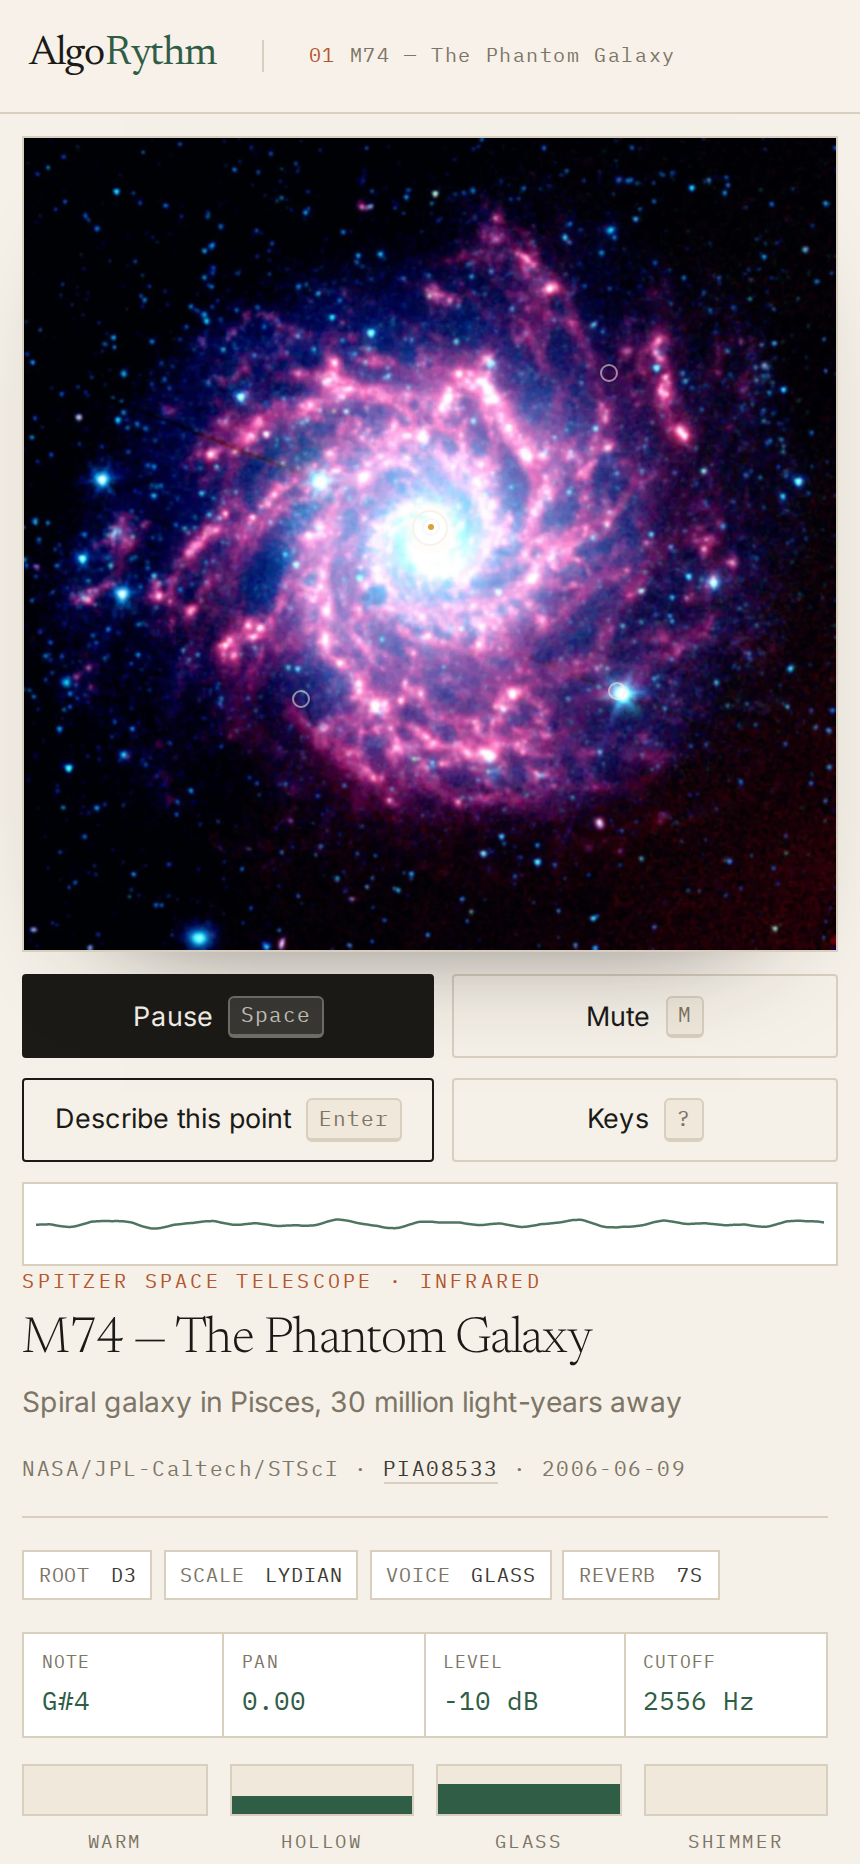 AlgoRythm
01 M74 — The Phantom Galaxy
Pause Space
Mute M
Describe this point Enter
Keys ?
SPITZER SPACE TELESCOPE · INFRARED
M74 — The Phantom Galaxy
Spiral galaxy in Pisces, 30 million light-years away
NASA/JPL-Caltech/STScI · PIA08533 · 2006-06-09
ROOT D3
SCALE LYDIAN
VOICE GLASS
REVERB 7S
NOTE
G#4
PAN
0.00
LEVEL
-10 dB
CUTOFF
2556 Hz
WARM
HOLLOW
GLASS
SHIMMER